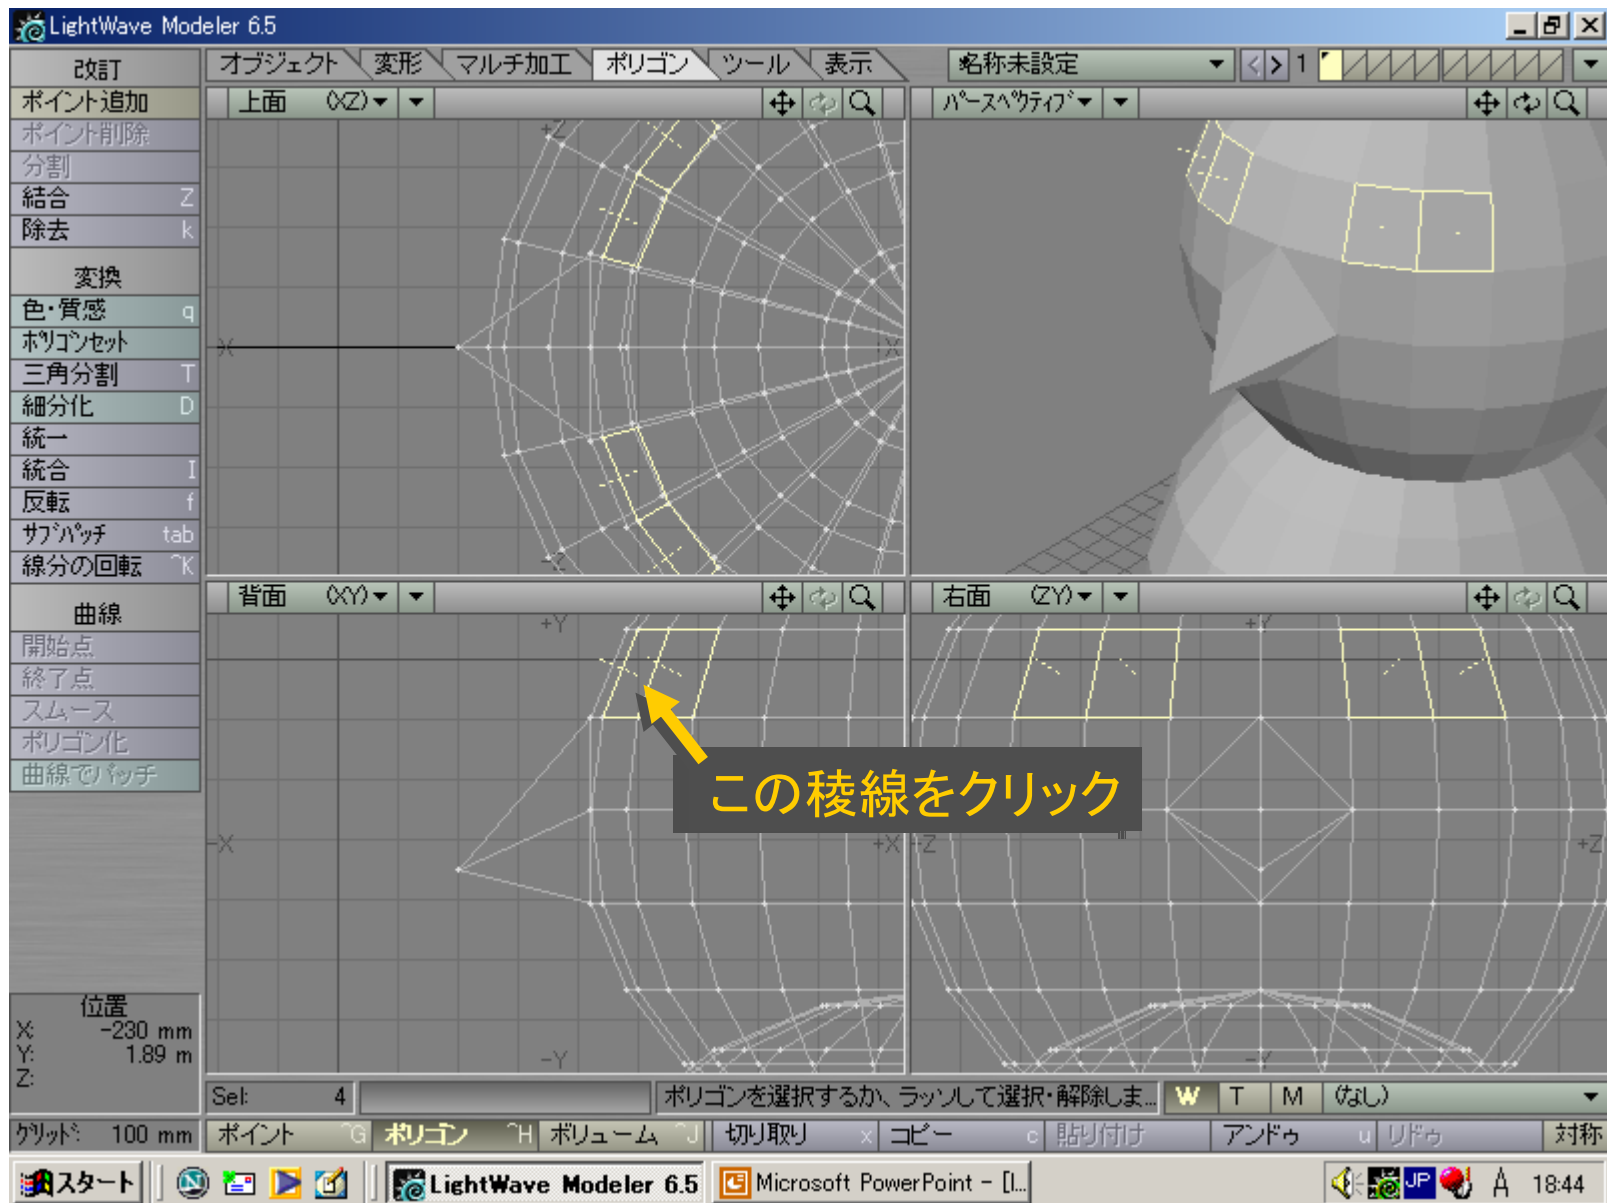 LightWave Modeler 6.5
改訂
オブジェクト 変形 マルチ加工 ポリゴン ツール 表示 名称未設定 1
ポイント追加
上面 (XZ) パースペクティブ
ポイント削除
分割
結合 Z
除去 k
変換
色・質感 q
ポリゴンセット
三角分割 T
細分化 D
統一
統合 I
反転 f
サブパッチ tab
線分の回転 ^K
曲線
開始点
終了点
スムース
ポリゴン化
曲線でパッチ
+Z
-X
+X
-Z
背面 (XY) 右面 (ZY)
+Y
+Y
この稜線をクリック
-X
+X
-Z
+Z
-Y
-Y
位置
X: -230 mm
Y: 1.89 m
Z:
Sel: 4 ポリゴンを選択するか、ラッソして選択・解除しま... W T M (なし)
グリッド: 100 mm ポイント ^G ポリゴン ^H ボリューム ^J 切り取り x コピー c 貼り付け アンドゥ u リドゥ 対称
スタート LightWave Modeler 6.5 Microsoft PowerPoint - [l... JP A 18:44